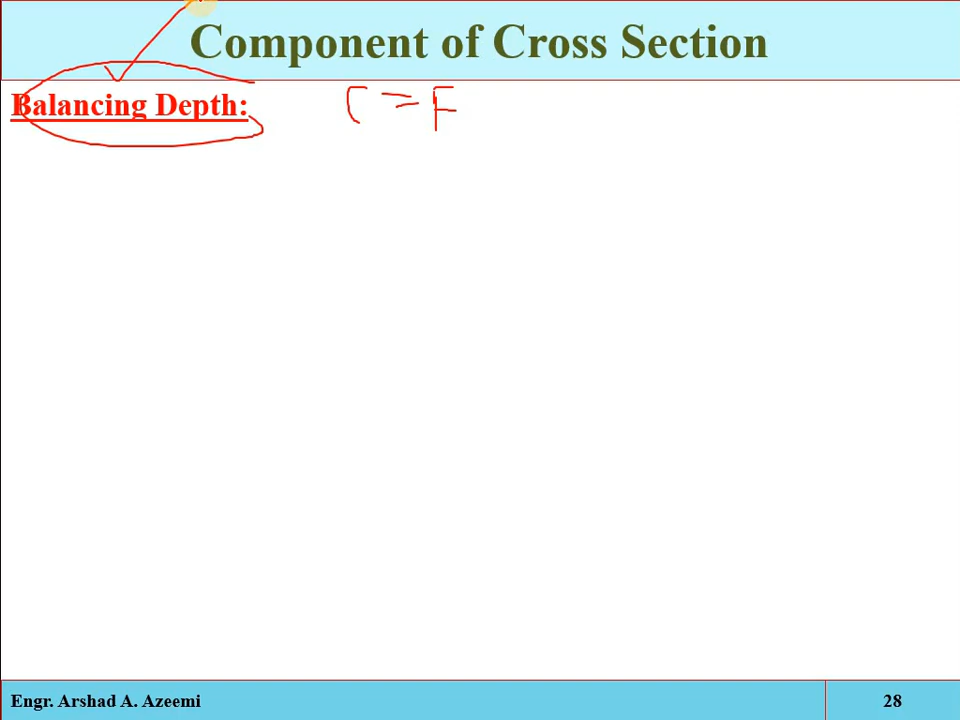 Component of Cross Section
Balancing Depth:
C = F
Engr. Arshad A. Azeemi
28